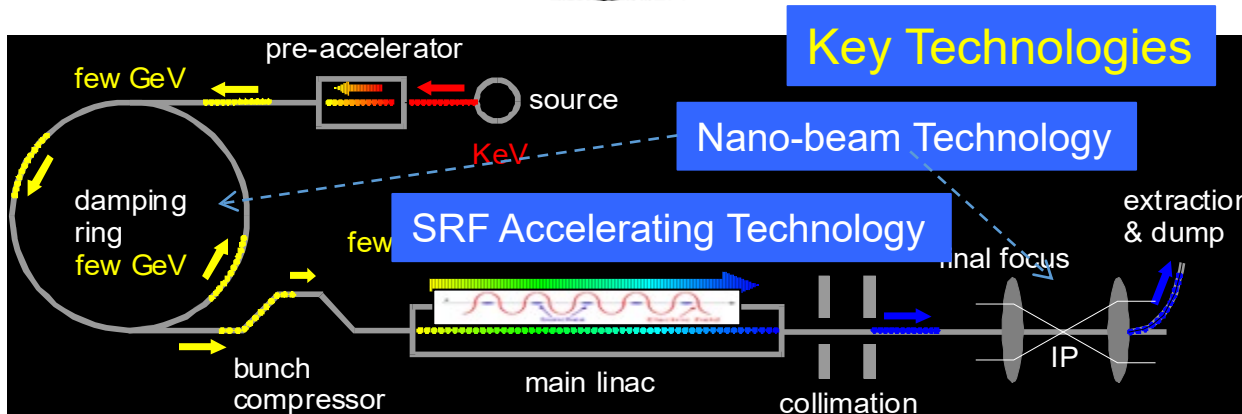 Key Technologies
pre-accelerator
few GeV
source
KeV
Nano-beam Technology
damping
ring
few GeV
few
SRF Accelerating Technology
extraction
& dump
final focus
IP
bunch
compressor
main linac
collimation